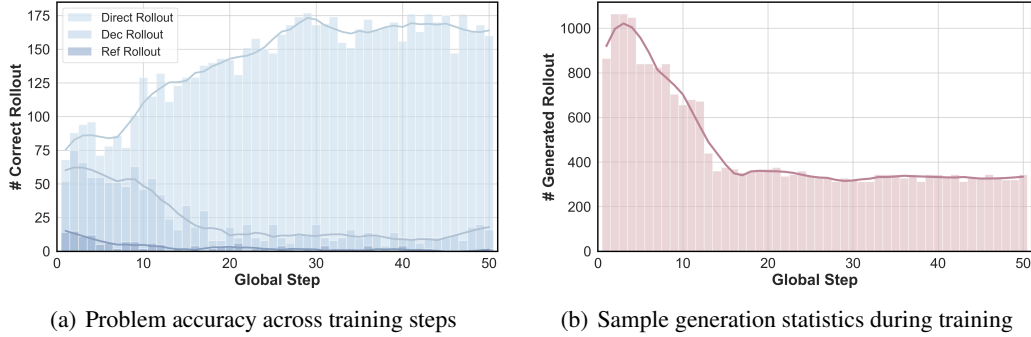 175
150
125
100
75
50
25
0
# Correct Rollout
Direct Rollout
Dec Rollout
Ref Rollout
0 10 20 30 40 50
Global Step
(a) Problem accuracy across training steps
1000
800
600
400
200
0
# Generated Rollout
0 10 20 30 40 50
Global Step
(b) Sample generation statistics during training